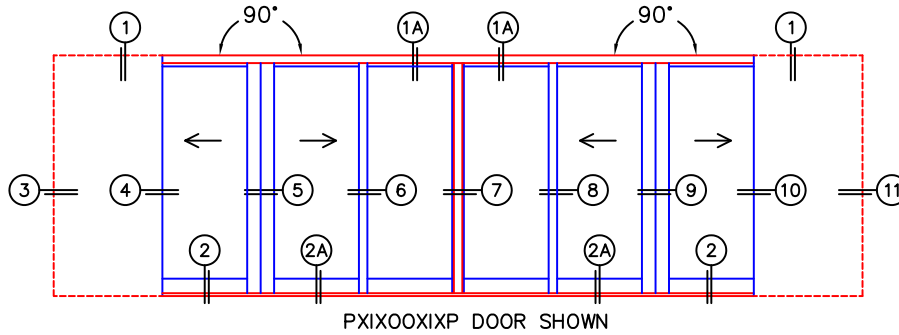 90° 90°
1 1A 1A 1
3 4 5 6 7 8 9 10 11
2 2A 2A 2
PXIXOOXIXP DOOR SHOWN